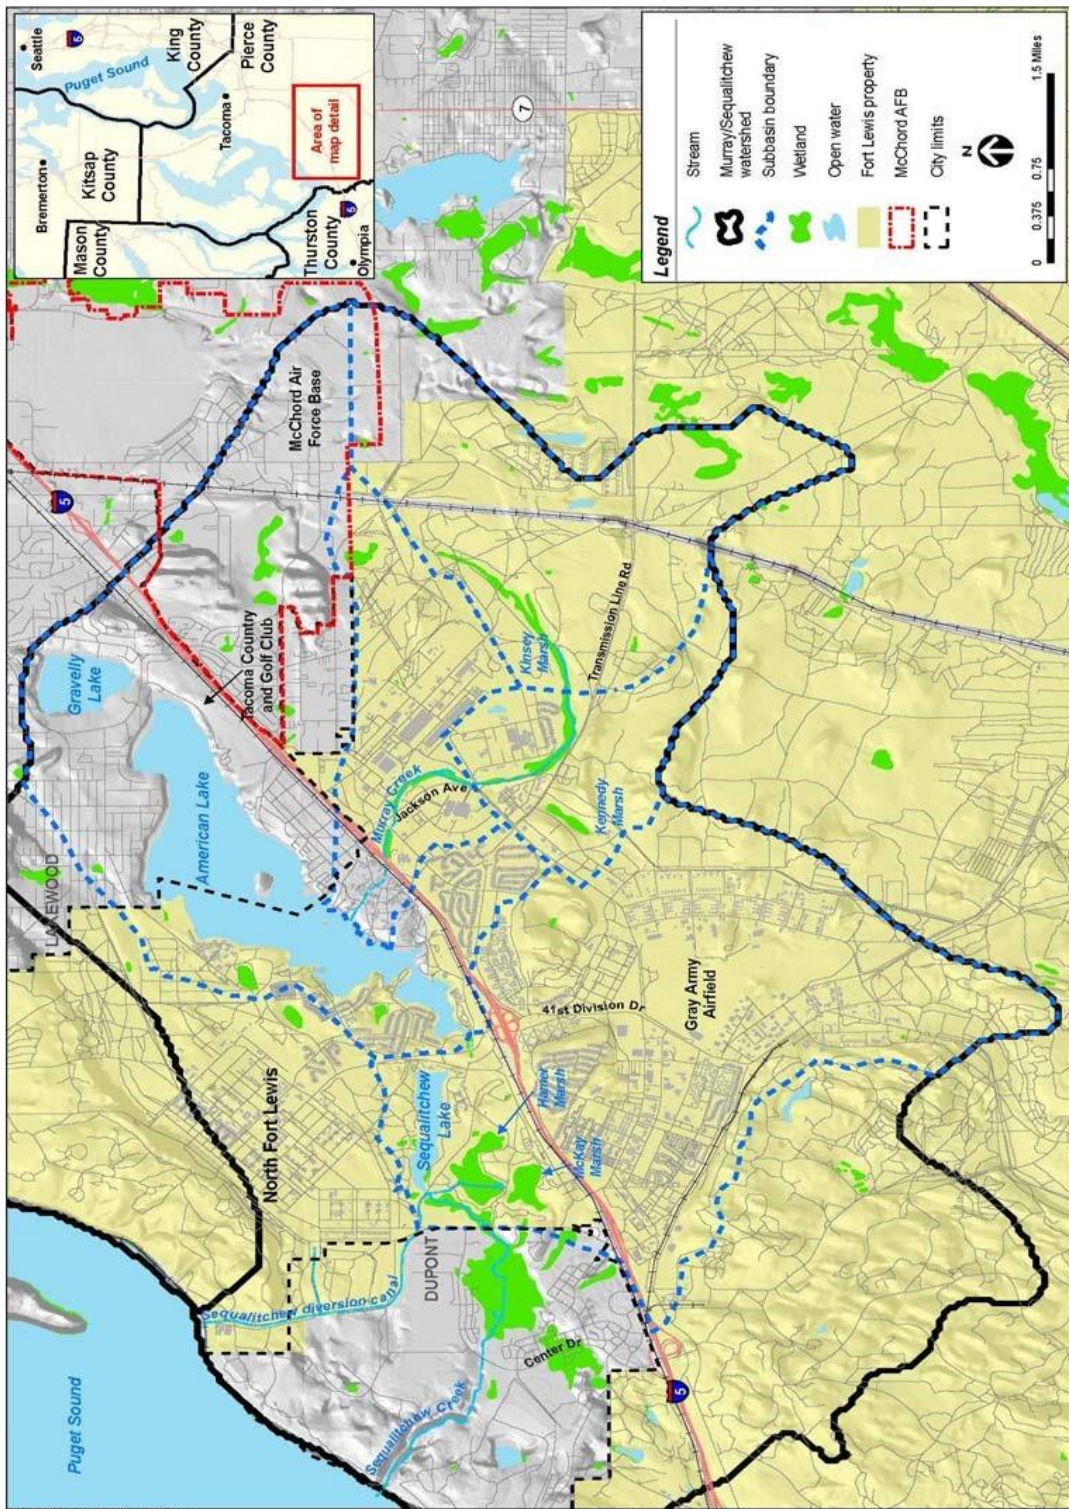 Seattle
5
Puget Sound
King
County
Pierce
County
Bremerton
Kitsap
County
Tacoma
Mason
County
Area of
map detail
Thurston
County
5
Olympia
7
Legend
Stream
Murray/Sequalitchew
watershed
Subbasin boundary
Wetland
Open water
Fort Lewis property
McChord AFB
City limits
N
0
0.375
0.75
1.5 Miles
McChord Air
Force Base
5
Tacoma Country
and Golf Club
Gravelly
Lake
American Lake
LAKEWOOD
Kinsey
Marsh
Transmission Line Rd
Murray Creek
Jackson Ave
Kennedy
Marsh
Gray Army
Airfield
41st Division Dr
North Fort Lewis
Sequalitchew
Lake
Hamer
Marsh
McKay
Marsh
DUPONT
Sequalitchew diversion canal
Center Dr
Sequalitchew Creek
Puget Sound
5